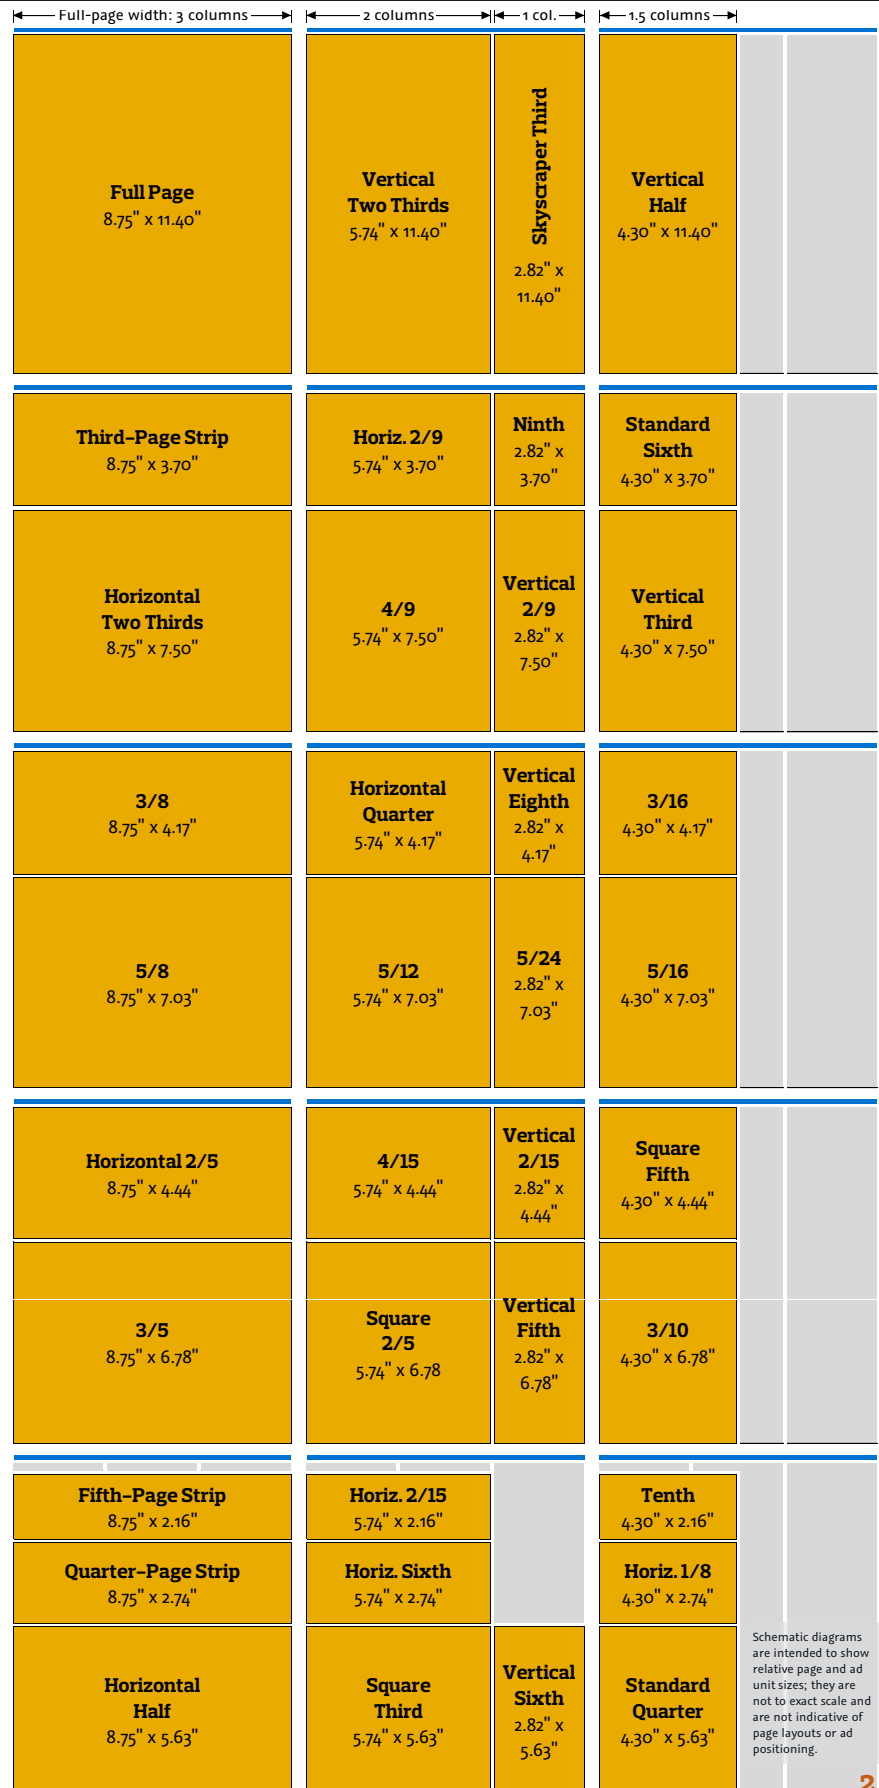 Full-page width: 3 columns
2 columns
1 col.
1.5 columns
Full Page
8.75" x 11.40"
Vertical
Two Thirds
5.74" x 11.40"
Skyscraper Third
2.82" x
11.40"
Vertical
Half
4.30" x 11.40"
Third-Page Strip
8.75" x 3.70"
Horiz. 2/9
5.74" x 3.70"
Ninth
2.82" x
3.70"
Standard
Sixth
4.30" x 3.70"
Horizontal
Two Thirds
8.75" x 7.50"
4/9
5.74" x 7.50"
Vertical
2/9
2.82" x
7.50"
Vertical
Third
4.30" x 7.50"
3/8
8.75" x 4.17"
Horizontal
Quarter
5.74" x 4.17"
Vertical
Eighth
2.82" x
4.17"
3/16
4.30" x 4.17"
5/8
8.75" x 7.03"
5/12
5.74" x 7.03"
5/24
2.82" x
7.03"
5/16
4.30" x 7.03"
Horizontal 2/5
8.75" x 4.44"
4/15
5.74" x 4.44"
Vertical
2/15
2.82" x
4.44"
Square
Fifth
4.30" x 4.44"
3/5
8.75" x 6.78"
Square
2/5
5.74" x 6.78
Vertical
Fifth
2.82" x
6.78"
3/10
4.30" x 6.78"
Fifth-Page Strip
8.75" x 2.16"
Horiz. 2/15
5.74" x 2.16"
Tenth
4.30" x 2.16"
Quarter-Page Strip
8.75" x 2.74"
Horiz. Sixth
5.74" x 2.74"
Horiz. 1/8
4.30" x 2.74"
Horizontal
Half
8.75" x 5.63"
Square
Third
5.74" x 5.63"
Vertical
Sixth
2.82" x
5.63"
Standard
Quarter
4.30" x 5.63"
Schematic diagrams
are intended to show
relative page and ad
unit sizes; they are
not to exact scale and
are not indicative of
page layouts or ad
positioning.
2